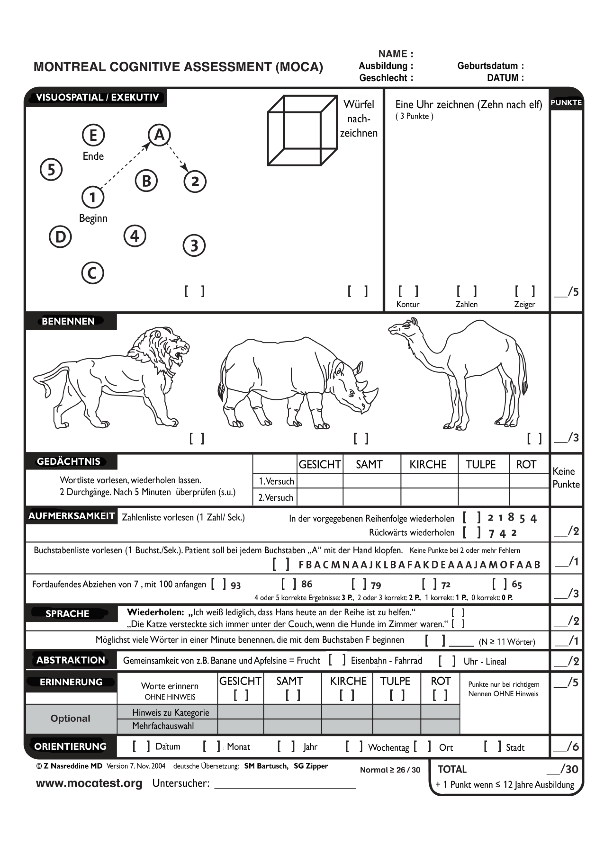 NAME :
MONTREAL COGNITIVE ASSESSMENT (MOCA)
Ausbildung : Geburtsdatum :
Geschlecht : DATUM :
VISUOSPATIAL / EXEKUTIV
PUNKTE
E
Ende
A
5
B
2
1
Beginn
D
4
3
C
[ ]
Würfel
nach-
zeichnen
[ ]
Eine Uhr zeichnen (Zehn nach elf)
( 3 Punkte )
[ ] [ ] [ ]
Kontur Zahlen Zeiger
__/5
BENENNEN
[ ] [ ] [ ] __/3
GEDÄCHTNIS
Wortliste vorlesen, wiederholen lassen.
2 Durchgänge. Nach 5 Minuten überprüfen (s.u.)
GESICHT SAMT KIRCHE TULPE ROT
1.Versuch
2.Versuch
Keine
Punkte
AUFMERKSAMKEIT Zahlenliste vorlesen (1 Zahl/ Sek.) In der vorgegebenen Reihenfolge wiederholen [ ] 2 1 8 5 4
Rückwärts wiederholen [ ] 7 4 2 __/2
Buchstabenliste vorlesen (1 Buchst./Sek.). Patient soll bei jedem Buchstaben „A“ mit der Hand klopfen. Keine Punkte bei 2 oder mehr Fehlern
[ ] F B A C M N A A J K L B A F A K D E A A A J A M O F A A B __/1
Fortlaufendes Abziehen von 7 , mit 100 anfangen [ ] 93 [ ] 86 [ ] 79 [ ] 72 [ ] 65
4 oder 5 korrekte Ergebnisse: 3 P., 2 oder 3 korrekt: 2 P., 1 korrekt: 1 P., 0 korrekt: 0 P. __/3
SPRACHE Wiederholen: „Ich weiß lediglich, dass Hans heute an der Reihe ist zu helfen.“ [ ]
„Die Katze versteckte sich immer unter der Couch, wenn die Hunde im Zimmer waren.“ [ ] __/2
Möglichst viele Wörter in einer Minute benennen, die mit dem Buchstaben F beginnen [ ] ____ (N ≥ 11 Wörter) __/1
ABSTRAKTION Gemeinsamkeit von z.B. Banane und Apfelsine = Frucht [ ] Eisenbahn - Fahrrad [ ] Uhr - Lineal __/2
ERINNERUNG Worte erinnern
OHNE HINWEIS
GESICHT SAMT KIRCHE TULPE ROT
[ ] [ ] [ ] [ ] [ ]
Punkte nur bei richtigem
Nennen OHNE Hinweis
__/5
Optional
Hinweis zu Kategorie
Mehrfachauswahl
ORIENTIERUNG [ ] Datum [ ] Monat [ ] Jahr [ ] Wochentag [ ] Ort [ ] Stadt __/6
© Z Nasreddine MD Version 7, Nov. 2004 deutsche Übersetzung: SM Bartusch, SG Zipper
Normal ≥ 26 / 30
TOTAL __/30
www.mocatest.org Untersucher: ____________________
+ 1 Punkt wenn ≤ 12 Jahre Ausbildung